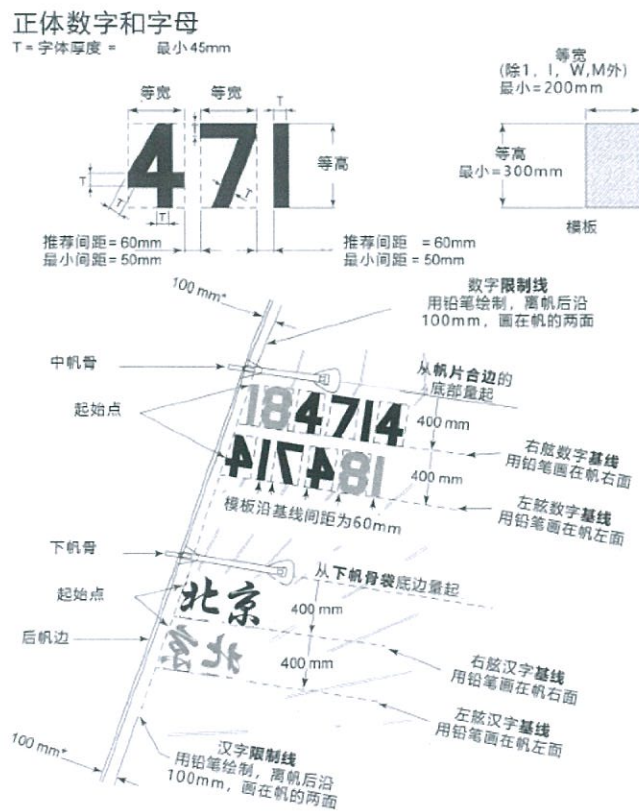 正体数字和字母
T = 字体厚度 = 最小45mm
等宽
(除1，I，W,M外)
最小=200mm
等宽 等宽
T
T
471
等高
T
T
T
T
等高
最小=300mm
模板
推荐间距=60mm
最小间距=50mm
推荐间距 =60mm
最小间距=50mm
100 mm*
数字限制线
用铅笔绘制，离帆后沿
100mm，画在帆的两面
中帆骨
从帆片合边的
底部量起
起始点
184714
400 mm
右舷数字基线
用铅笔画在帆右面
184714
400 mm
左舷数字基线
用铅笔画在帆左面
模板沿基线间距为60mm
下帆骨
从下帆骨袋底边量起
起始点
北京
400 mm
后帆边
北京
400 mm
右舷汉字基线
用铅笔画在帆右面
左舷汉字基线
用铅笔画在帆左面
100 mm*
汉字限制线
用铅笔绘制，离帆后沿
100mm，画在帆的两面